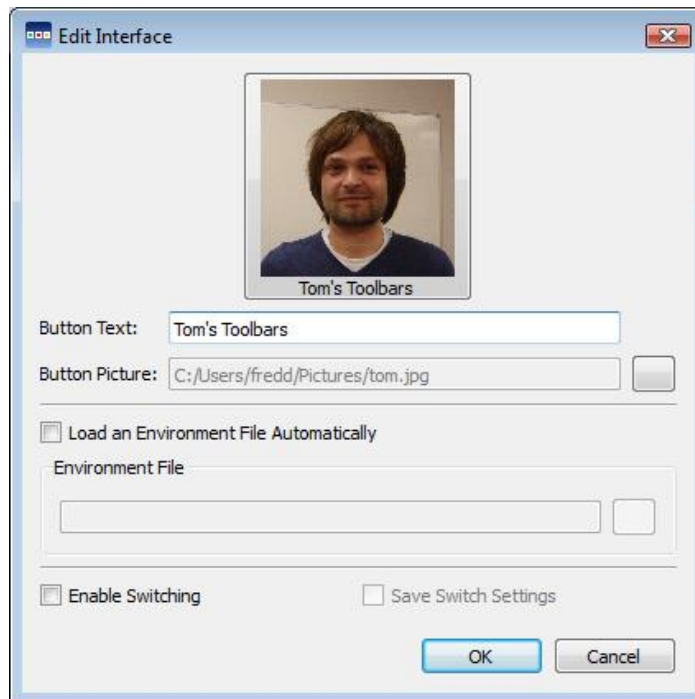 Edit Interface
Tom's Toolbars
Button Text: Tom's Toolbars
Button Picture: C:/Users/fredd/Pictures/tom.jpg
Load an Environment File Automatically
Environment File
Enable Switching Save Switch Settings
OK Cancel